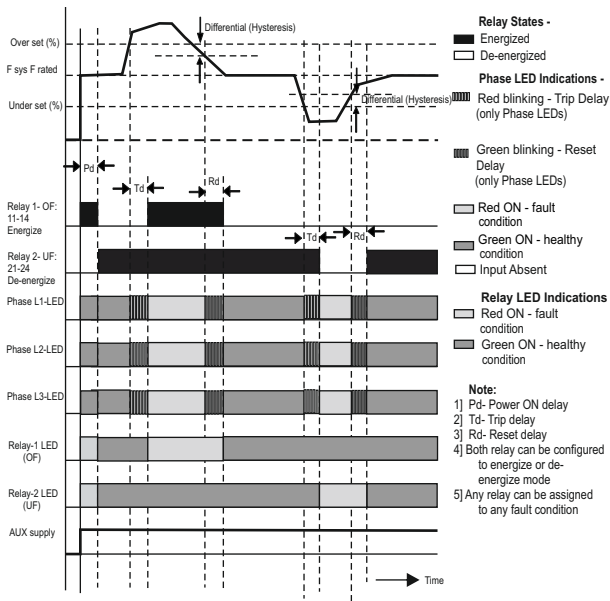 Differential (Hysteresis)
Over set (%)
F sys F rated
Under set (%)
Differential (Hysteresis)
Pd
Td
Rd
Relay 1- OF:
11-14
Energize
Td
Rd
Relay 2- UF:
21-24
De-energize
Phase L1-LED
Phase L2-LED
Phase L3-LED
Relay-1 LED
(OF)
Relay-2 LED
(UF)
AUX supply
Time
Relay States -
Energized
De-energized
Phase LED Indications -
Red blinking - Trip Delay
(only Phase LEDs)
Green blinking - Reset
Delay
(only Phase LEDs)
Red ON - fault
condition
Green ON - healthy
condition
Input Absent
Relay LED Indications
Red ON - fault
condition
Green ON - healthy
condition
Note:
1] Pd- Power ON delay
2] Td- Trip delay
3] Rd- Reset delay
4] Both relay can be configured
to energize or de-
energize mode
5] Any relay can be assigned
to any fault condition